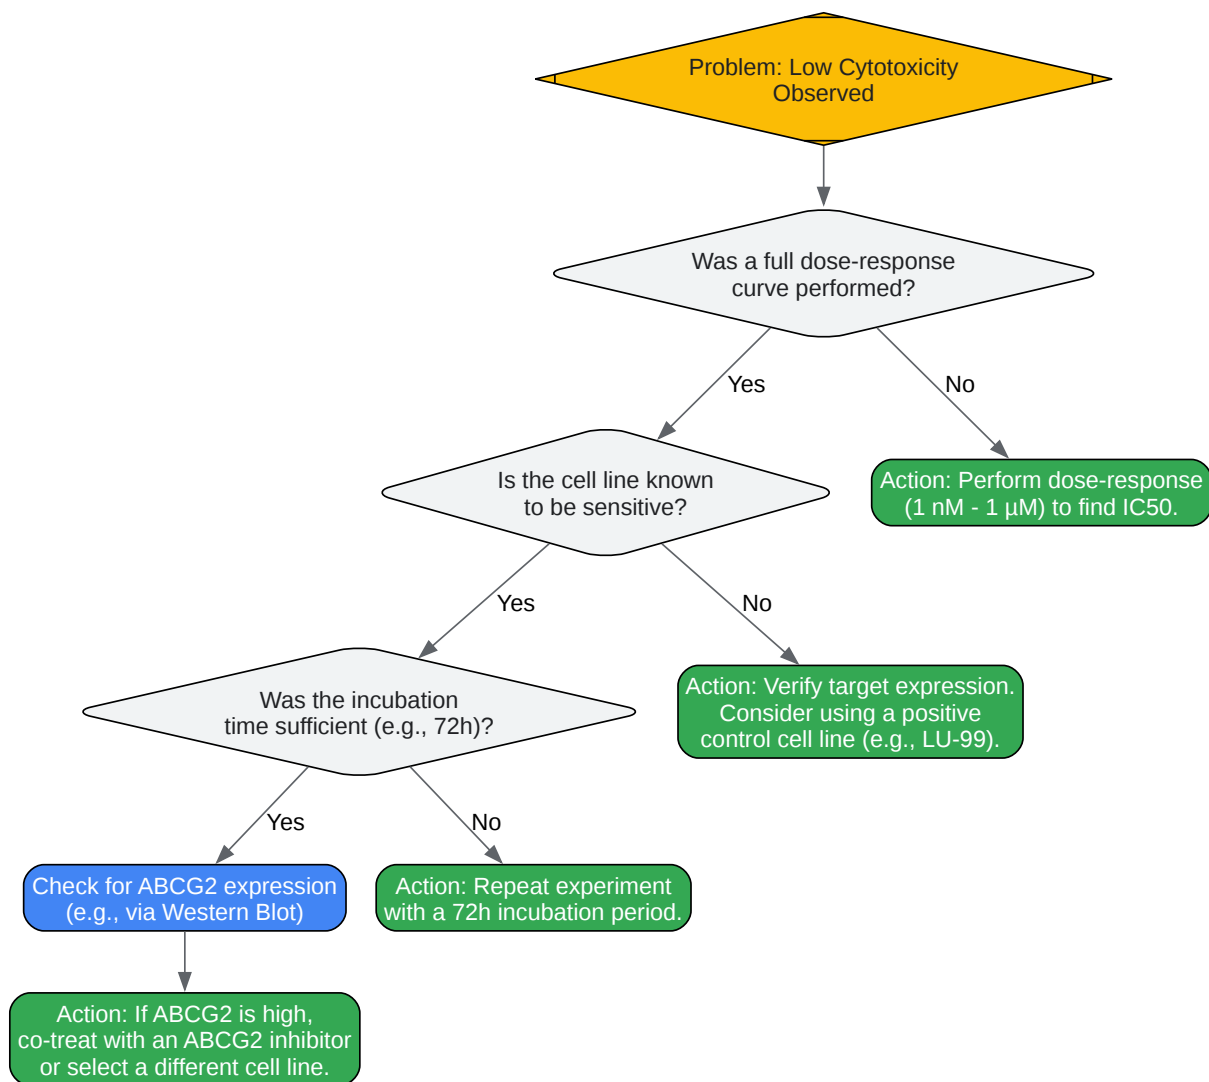 Problem: Low Cytotoxicity
Observed
Was a full dose-response
curve performed?
Yes
No
Is the cell line known
to be sensitive?
Action: Perform dose-response
(1 nM - 1 µM) to find IC50.
Yes
No
Was the incubation
time sufficient (e.g., 72h)?
Action: Verify target expression.
Consider using a positive
control cell line (e.g., LU-99).
Yes
No
Check for ABCG2 expression
(e.g., via Western Blot)
Action: Repeat experiment
with a 72h incubation period.
Action: If ABCG2 is high,
co-treat with an ABCG2 inhibitor
or select a different cell line.